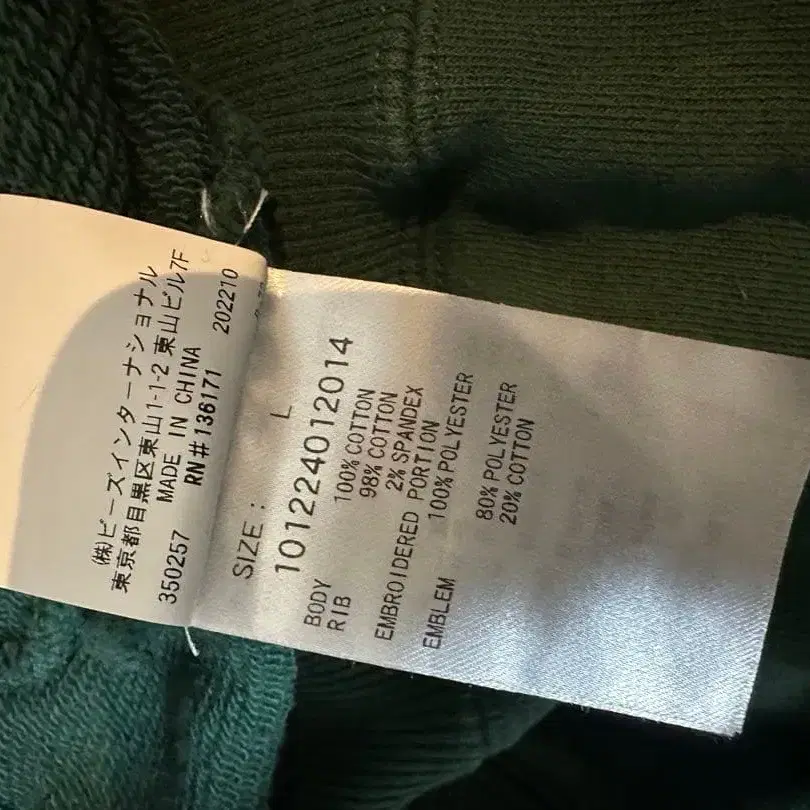 (株)ビーズインターナショナル
東京都目黒区東山1-1-2 東山ビル7F
MADE IN CHINA
RN#136171
350257 202210
SIZE: L
101224012014
BODY 100% COTTON
RIB 98% COTTON
2% SPANDEX
EMBROIDERED PORTION
100% POLYESTER
EMBLEM
80% POLYESTER
20% COTTON